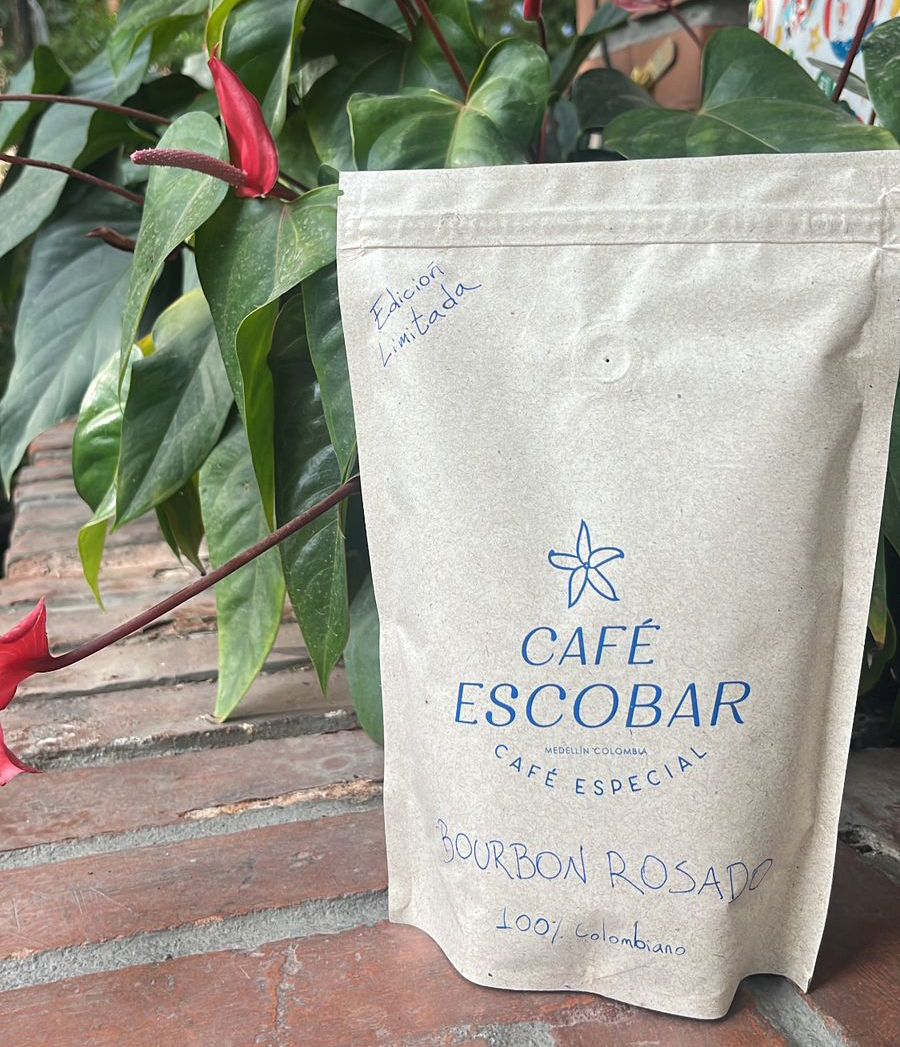 Edición
Limitada
CAFÉ
ESCOBAR
MEDELLÍN COLOMBIA
CAFÉ ESPECIAL
BOURBON ROSADO
100% Colombiano